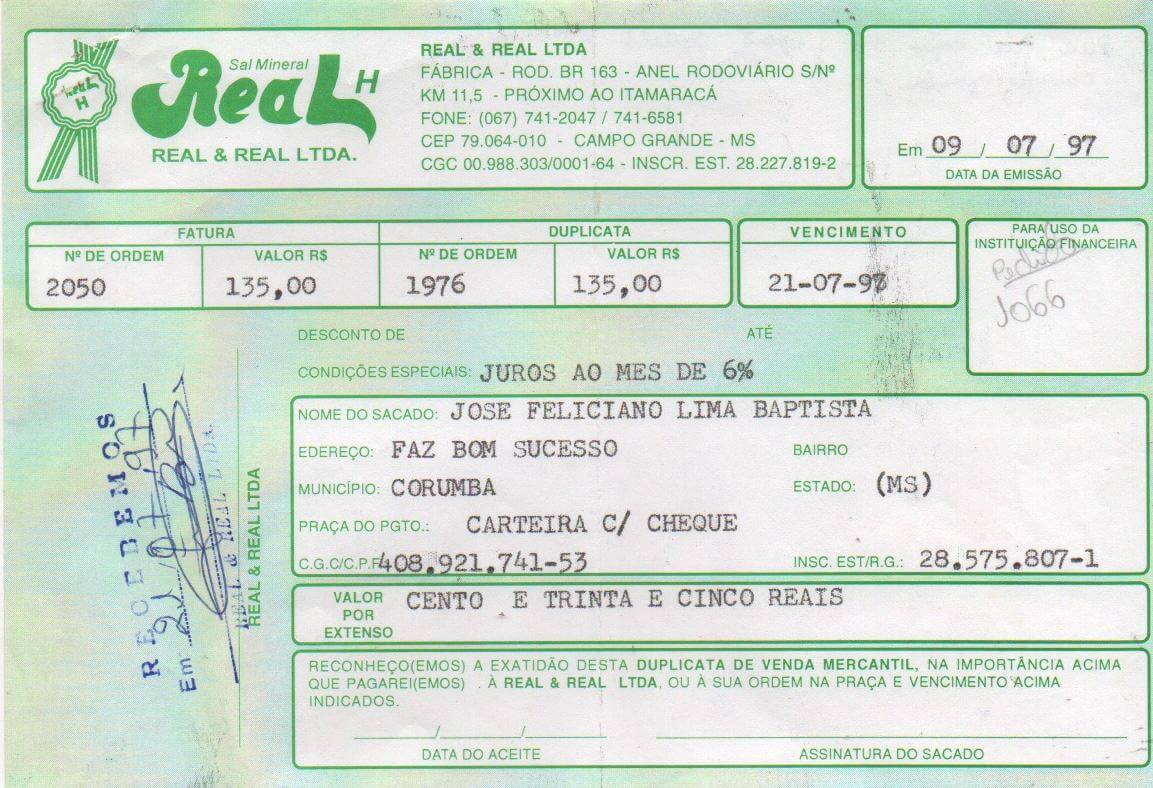 Sal Mineral
Real H
REAL & REAL LTDA.
REAL & REAL LTDA
FÁBRICA - ROD. BR 163 - ANEL RODOVIÁRIO S/Nº
KM 11,5 - PRÓXIMO AO ITAMARACÁ
FONE: (067) 741-2047 / 741-6581
CEP 79.064-010 - CAMPO GRANDE - MS
CGC 00.988.303/0001-64 - INSCR. EST. 28.227.819-2
Em 09 / 07 / 97
DATA DA EMISSÃO
FATURA
DUPLICATA
VENCIMENTO
PARA USO DA
INSTITUIÇÃO FINANCEIRA
Nº DE ORDEM
VALOR R$
Nº DE ORDEM
VALOR R$
2050
135,00
1976
135,00
21-07-97
Pedido
1066
DESCONTO DE
ATÉ
CONDIÇÕES ESPECIAIS: JUROS AO MES DE 6%
NOME DO SACADO: JOSE FELICIANO LIMA BAPTISTA
EDEREÇO: FAZ BOM SUCESSO
BAIRRO
MUNICÍPIO: CORUMBA
ESTADO: (MS)
PRAÇA DO PGTO.: CARTEIRA C/ CHEQUE
C.G.C/C.P.F 408.921.741-53
INSC. EST/R.G.: 28.575.807-1
VALOR
POR
EXTENSO
CENTO E TRINTA E CINCO REAIS
RECONHEÇO(EMOS) A EXATIDÃO DESTA DUPLICATA DE VENDA MERCANTIL, NA IMPORTÂNCIA ACIMA
QUE PAGAREI(EMOS) . À REAL & REAL LTDA, OU À SUA ORDEM NA PRAÇA E VENCIMENTO ACIMA
INDICADOS.
/ /
DATA DO ACEITE
ASSINATURA DO SACADO
RECEBEMOS
Em 21/07/97
REAL & REAL LTDA.
REAL & REAL LTDA